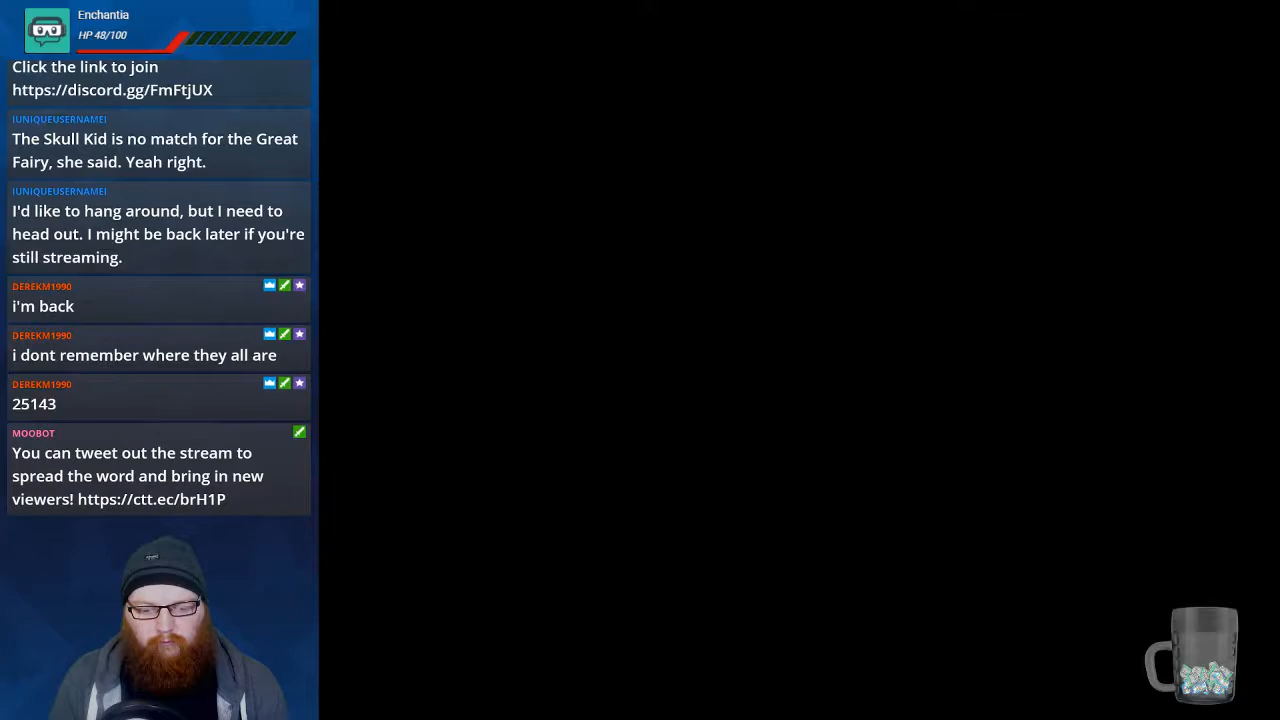 Enchantia
HP 48/100
Click the link to join
https://discord.gg/FmFtjUX
IUNIQUEUSERNAMEI
The Skull Kid is no match for the Great
Fairy, she said. Yeah right.
IUNIQUEUSERNAMEI
I'd like to hang around, but I need to
head out. I might be back later if you're
still streaming.
DEREKM1990
i'm back
DEREKM1990
i dont remember where they all are
DEREKM1990
25143
MOOBOT
You can tweet out the stream to
spread the word and bring in new
viewers! https://ctt.ec/brH1P